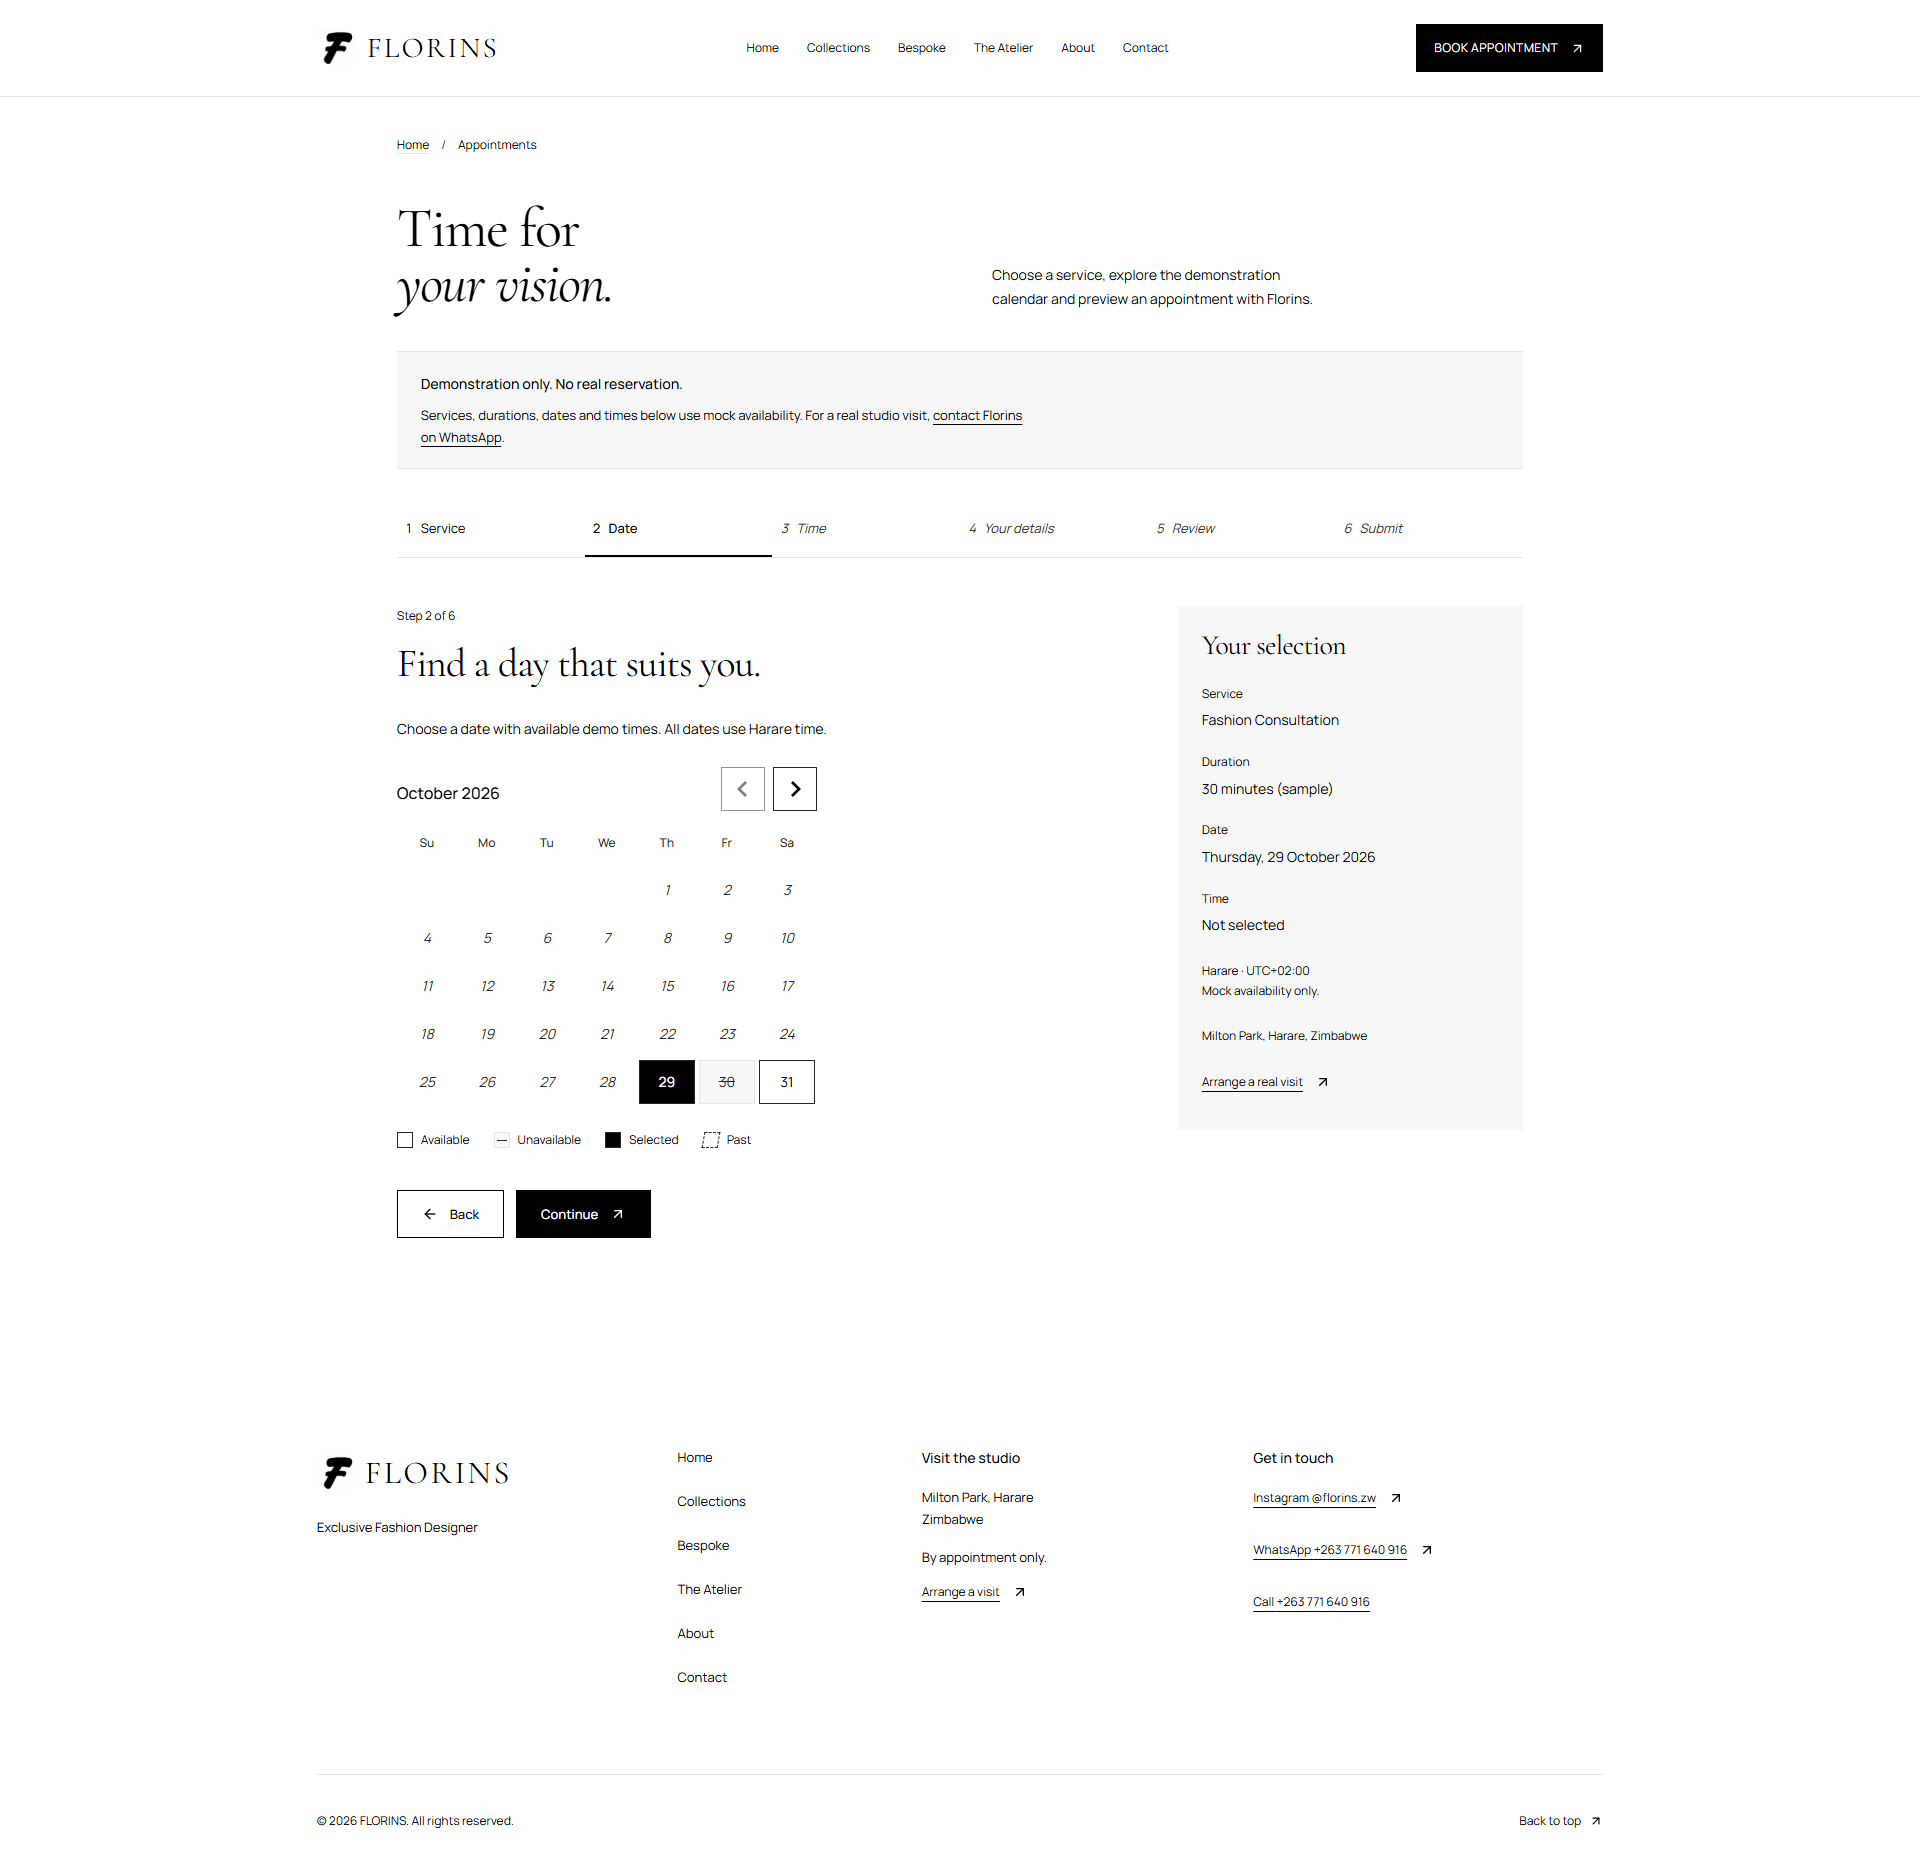 FLORINS
Home Collections Bespoke The Atelier About Contact
BOOK APPOINTMENT
Home / Appointments
Time for
your vision.
Choose a service, explore the demonstration
calendar and preview an appointment with Florins.
Demonstration only. No real reservation.
Services, durations, dates and times below use mock availability. For a real studio visit, contact Florins
on WhatsApp.
1 Service 2 Date 3 Time 4 Your details 5 Review 6 Submit
Step 2 of 6
Find a day that suits you.
Choose a date with available demo times. All dates use Harare time.
October 2026
Su Mo Tu We Th Fr Sa
1 2 3
4 5 6 7 8 9 10
11 12 13 14 15 16 17
18 19 20 21 22 23 24
25 26 27 28 29 30 31
Available Unavailable Selected Past
Back Continue
Your selection
Service
Fashion Consultation
Duration
30 minutes (sample)
Date
Thursday, 29 October 2026
Time
Not selected
Harare · UTC+02:00
Mock availability only.
Milton Park, Harare, Zimbabwe
Arrange a real visit
FLORINS
Exclusive Fashion Designer
Home
Collections
Bespoke
The Atelier
About
Contact
Visit the studio
Milton Park, Harare
Zimbabwe
By appointment only.
Arrange a visit
Get in touch
Instagram @florins.zw
WhatsApp +263 771 640 916
Call +263 771 640 916
© 2026 FLORINS. All rights reserved.
Back to top